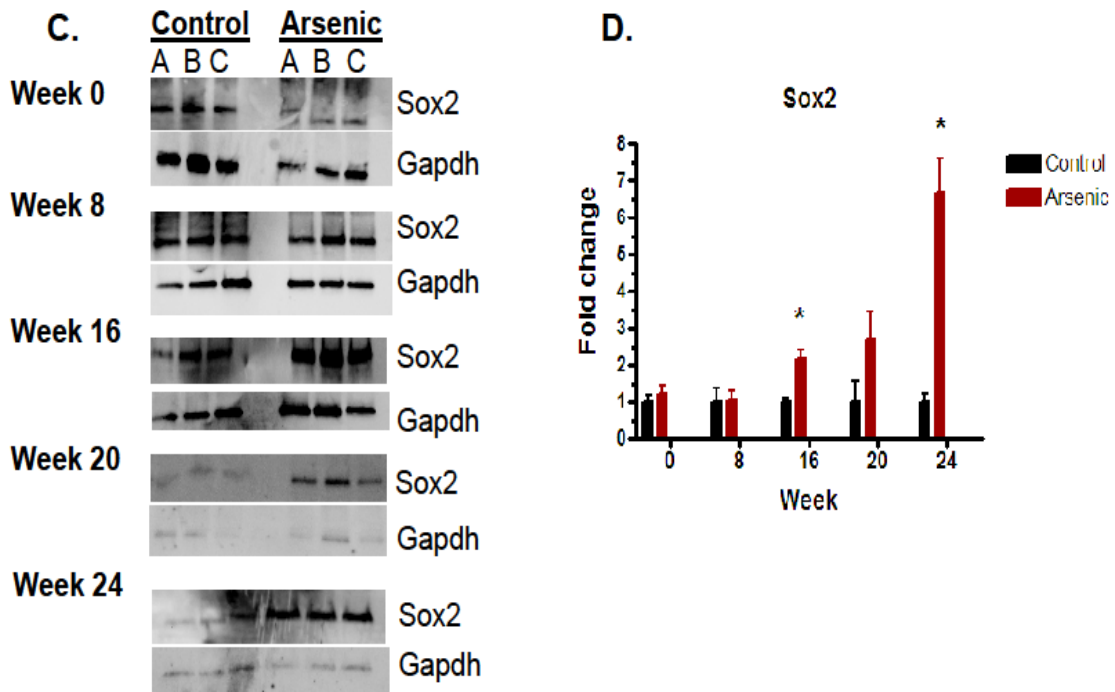 C.
Control Arsenic
A B C A B C
Week 0
Sox2
Gapdh
Week 8
Sox2
Gapdh
Week 16
Sox2
Gapdh
Week 20
Sox2
Gapdh
Week 24
Sox2
Gapdh
D.
Sox2
*
*
8
7
6
5
4
3
2
1
0
Fold change
0 8 16 20 24
Week
Control
Arsenic